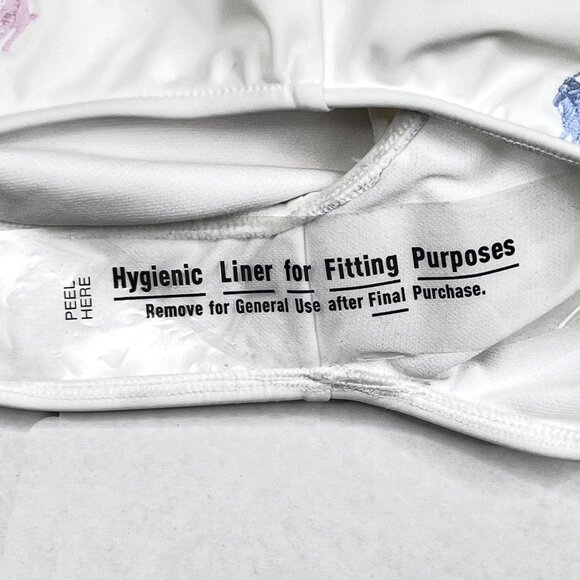 PEEL
HERE
Hygienic Liner for Fitting Purposes
Remove for General Use after Final Purchase.